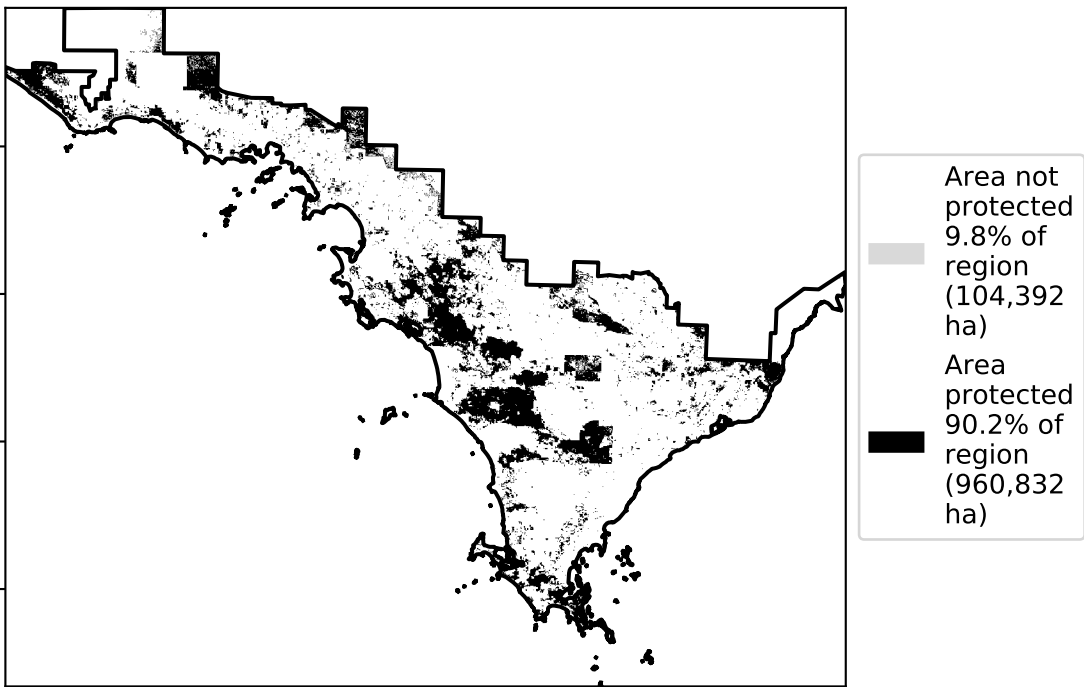 Area not
protected
9.8% of
region
(104,392
ha)
Area
protected
90.2% of
region
(960,832
ha)